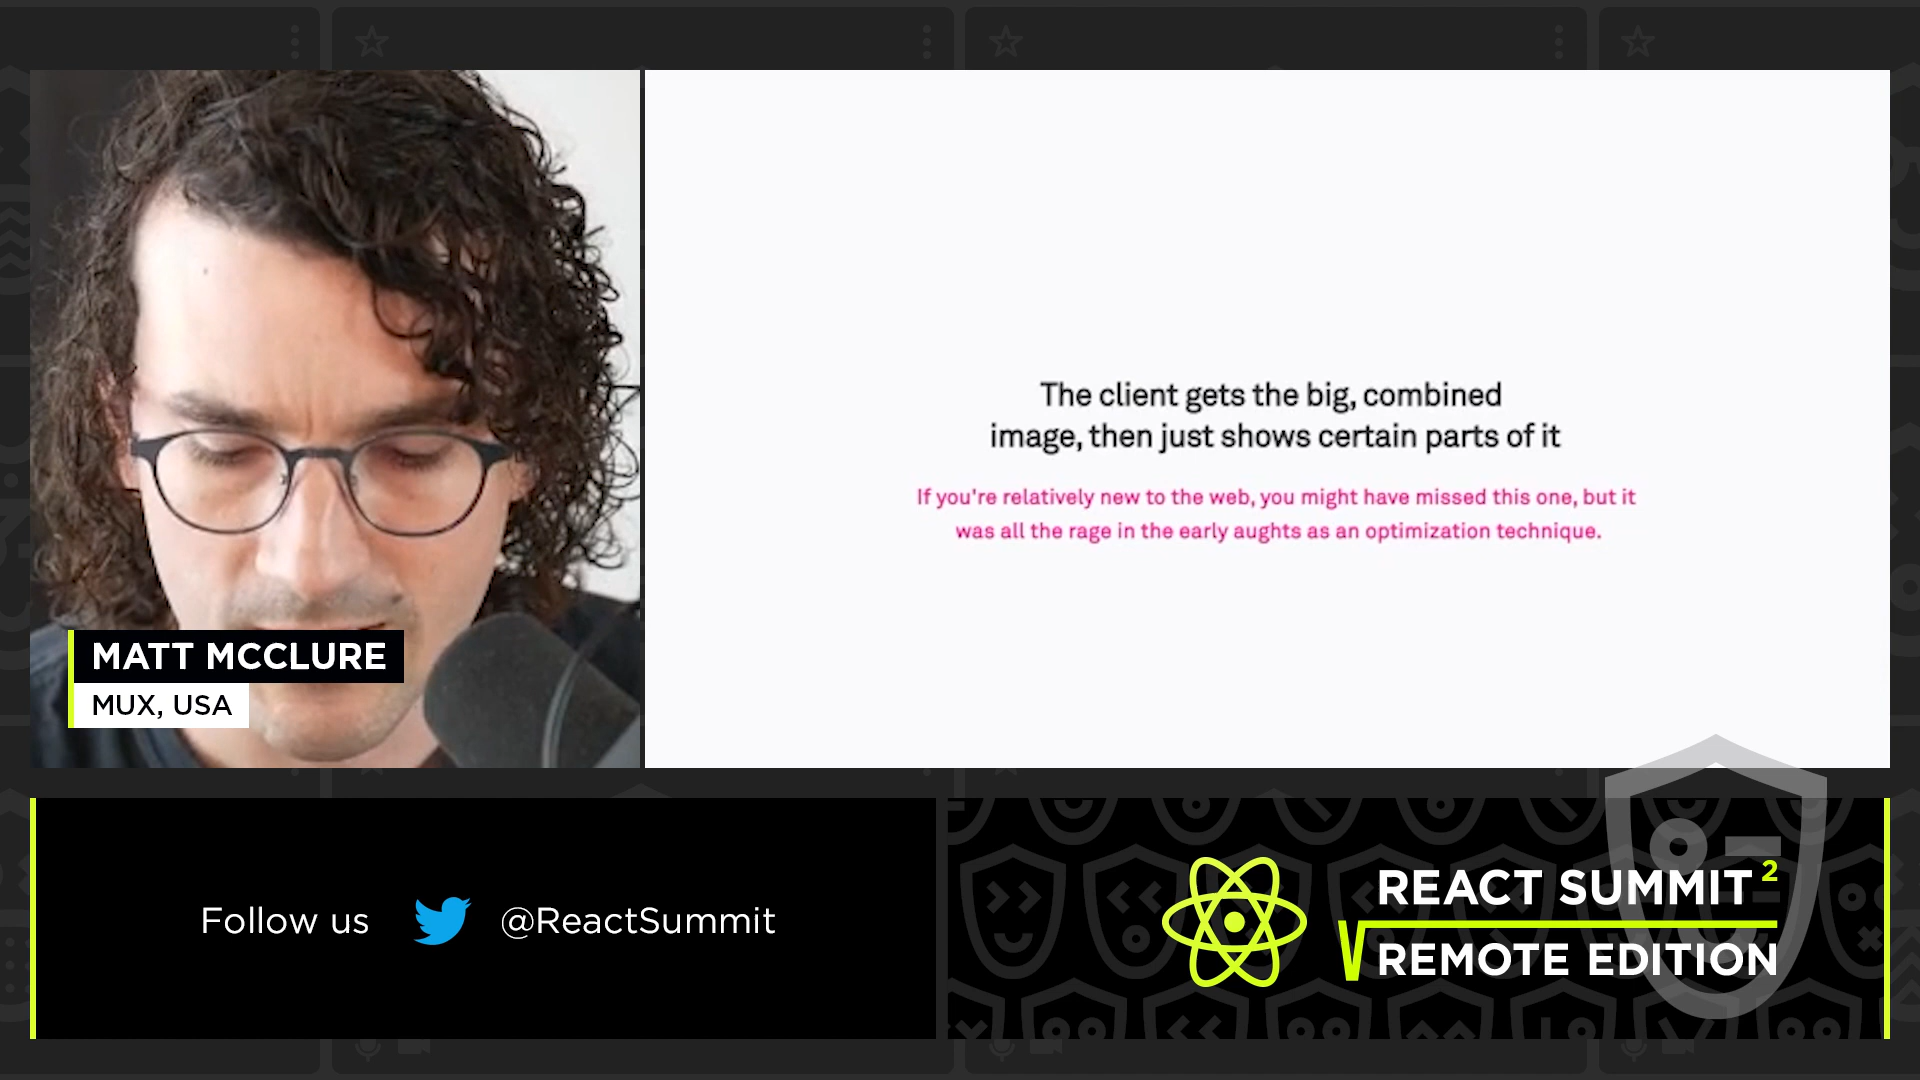 The client gets the big, combined
image, then just shows certain parts of it
If you're relatively new to the web, you might have missed this one, but it
was all the rage in the early aughts as an optimization technique.
MATT MCCLURE
MUX, USA
Follow us @ReactSummit
REACT SUMMIT²
REMOTE EDITION